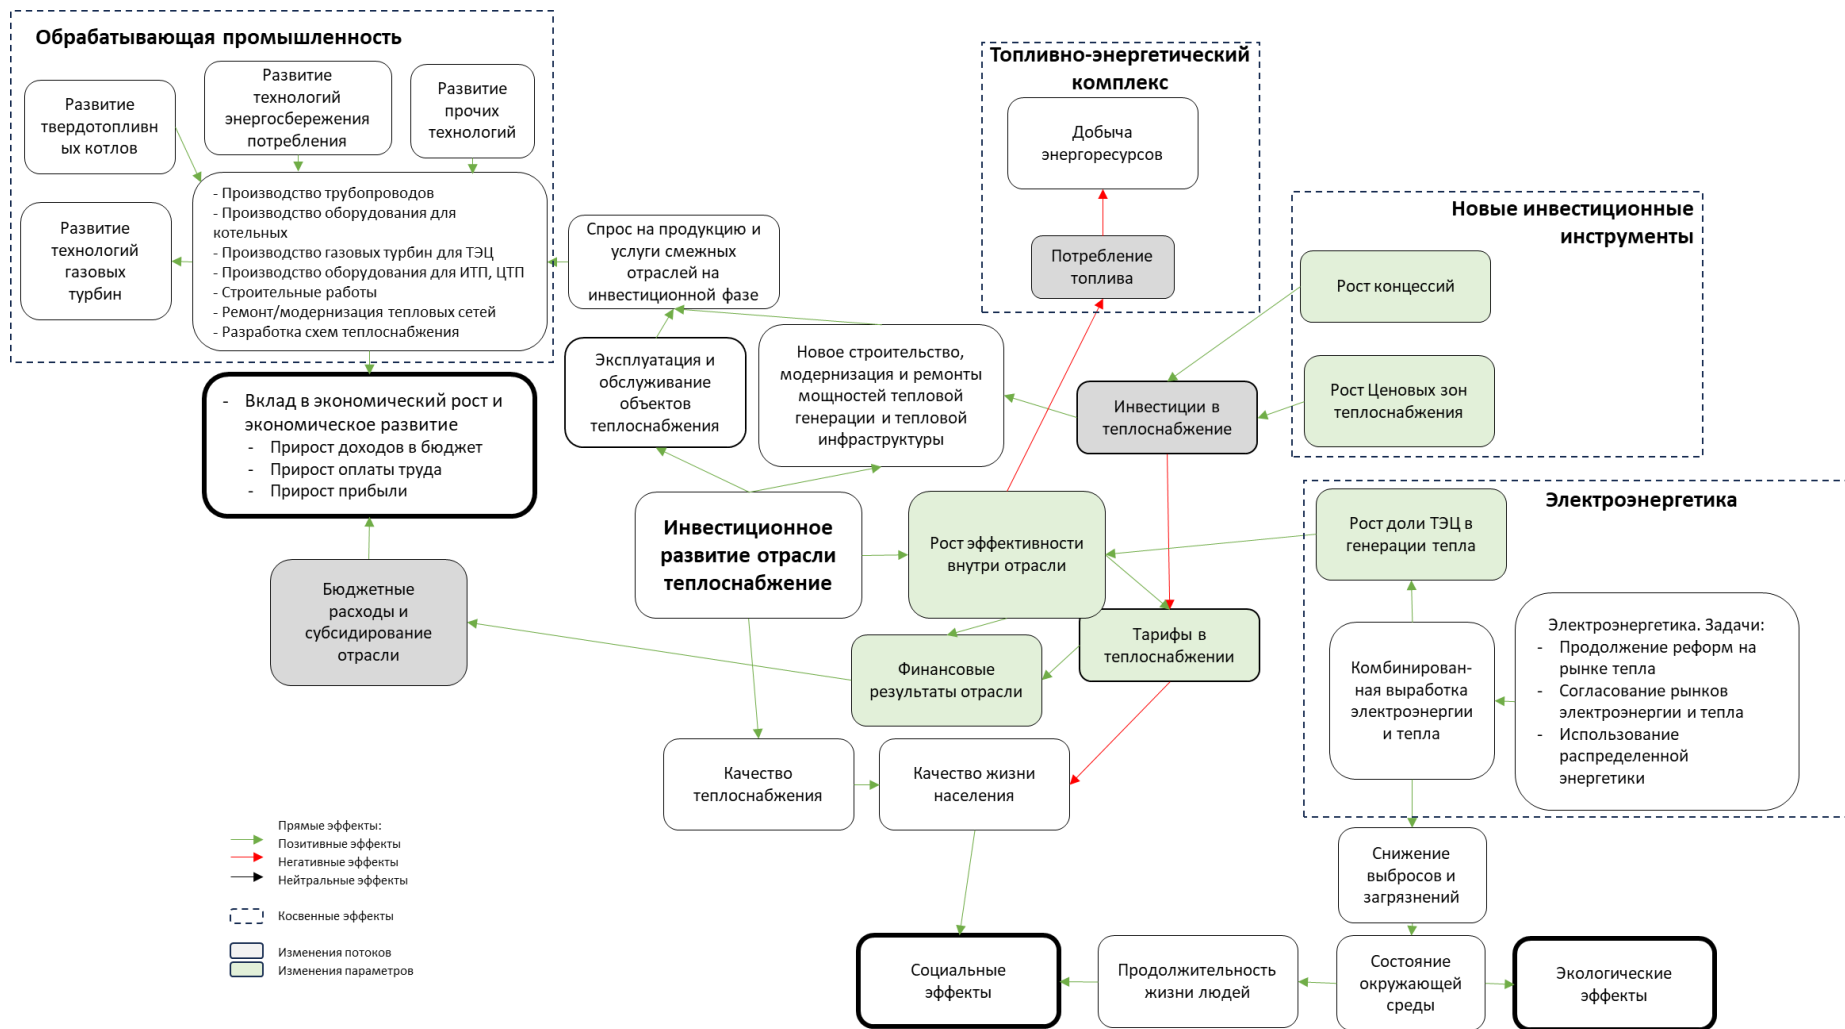 Обрабатывающая промышленность
Развитие
твердотопливн
ых котлов
Развитие
технологий
энергосбережения
потребления
Развитие
прочих
технологий
Развитие
технологий
газовых
турбин
- Производство трубопроводов
- Производство оборудования для
котельных
- Производство газовых турбин для ТЭЦ
- Производство оборудования для ИТП, ЦТП
- Строительные работы
- Ремонт/модернизация тепловых сетей
- Разработка схем теплоснабжения
Спрос на продукцию и
услуги смежных
отраслей на
инвестиционной фазе
Топливно-энергетический
комплекс
Добыча
энергоресурсов
Потребление
топлива
Новые инвестиционные
инструменты
Рост концессий
Рост Ценовых зон
теплоснабжения
- Вклад в экономический рост и
экономическое развитие
- Прирост доходов в бюджет
- Прирост оплаты труда
- Прирост прибыли
Эксплуатация и
обслуживание
объектов
теплоснабжения
Новое строительство,
модернизация и ремонты
мощностей тепловой
генерации и тепловой
инфраструктуры
Инвестиции в
теплоснабжение
Бюджетные
расходы и
субсидирование
отрасли
Инвестиционное
развитие отрасли
теплоснабжение
Рост эффективности
внутри отрасли
Тарифы в
теплоснабжении
Финансовые
результаты отрасли
Электроэнергетика
Рост доли ТЭЦ в
генерации тепла
Комбинирован-
ная выработка
электроэнергии
и тепла
Электроэнергетика. Задачи:
- Продолжение реформ на
рынке тепла
- Согласование рынков
электроэнергии и тепла
- Использование
распределенной
энергетики
Качество
теплоснабжения
Качество жизни
населения
Прямые эффекты:
Позитивные эффекты
Негативные эффекты
Нейтральные эффекты
Косвенные эффекты
Изменения потоков
Изменения параметров
Снижение
выбросов и
загрязнений
Социальные
эффекты
Продолжительность
жизни людей
Состояние
окружающей
среды
Экологические
эффекты